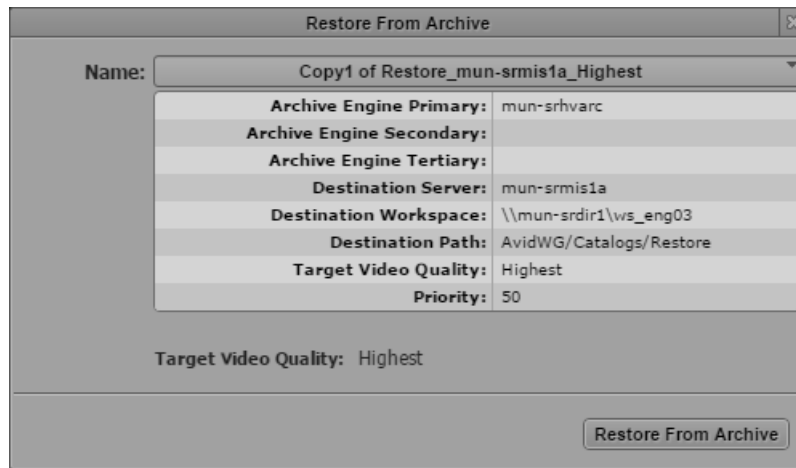 Restore From Archive
Name: Copy1 of Restore_mun-srmis1a_Highest
Archive Engine Primary: mun-srhvarc
Archive Engine Secondary:
Archive Engine Tertiary:
Destination Server: mun-srmis1a
Destination Workspace: \\mun-srdir1\ws_eng03
Destination Path: AvidWG/Catalogs/Restore
Target Video Quality: Highest
Priority: 50
Target Video Quality: Highest
Restore From Archive